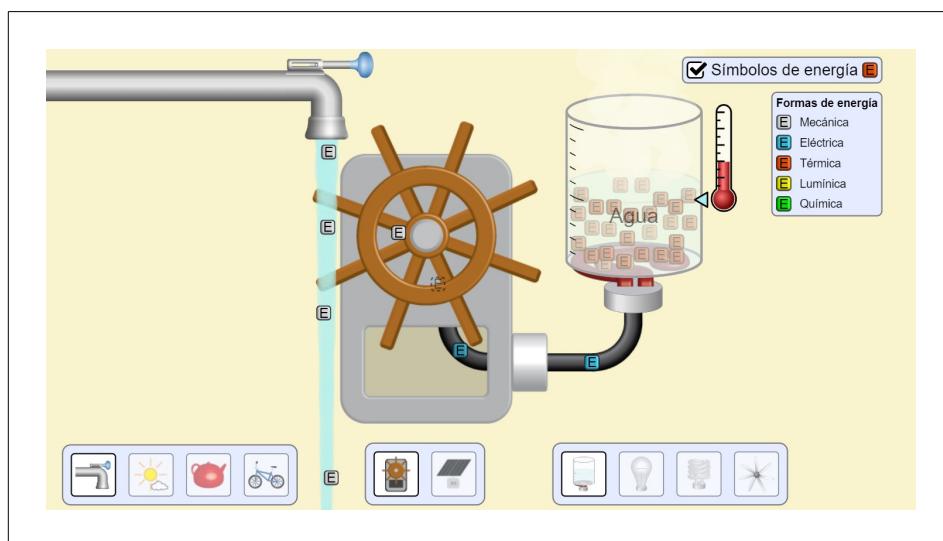 Símbolos de energía E
Formas de energía
E Mecánica
E Eléctrica
E Térmica
E Lumínica
E Química
Agua